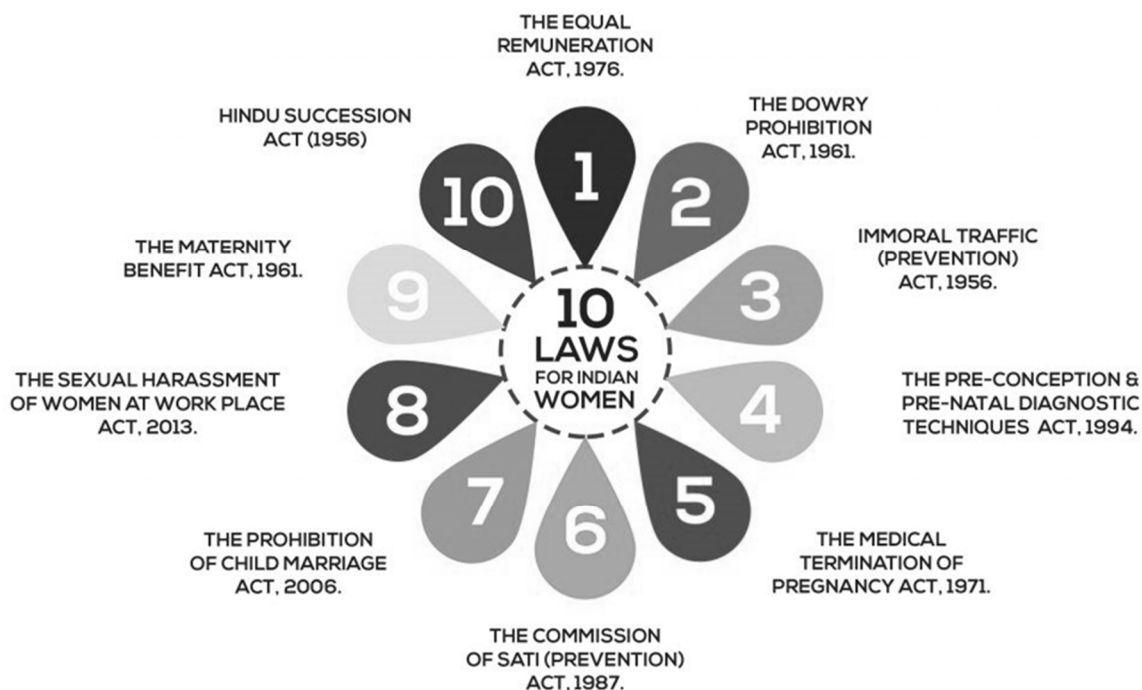 THE EQUAL
REMUNERATION
ACT, 1976.
1
THE DOWRY
PROHIBITION
ACT, 1961.
2
IMMORAL TRAFFIC
(PREVENTION)
ACT, 1956.
3
THE PRE-CONCEPTION &
PRE-NATAL DIAGNOSTIC
TECHNIQUES ACT, 1994.
4
THE MEDICAL
TERMINATION OF
PREGNANCY ACT, 1971.
5
THE COMMISSION
OF SATI (PREVENTION)
ACT, 1987.
6
THE PROHIBITION
OF CHILD MARRIAGE
ACT, 2006.
7
THE SEXUAL HARASSMENT
OF WOMEN AT WORK PLACE
ACT, 2013.
8
THE MATERNITY
BENEFIT ACT, 1961.
9
HINDU SUCCESSION
ACT (1956)
10
10
LAWS
FOR INDIAN
WOMEN